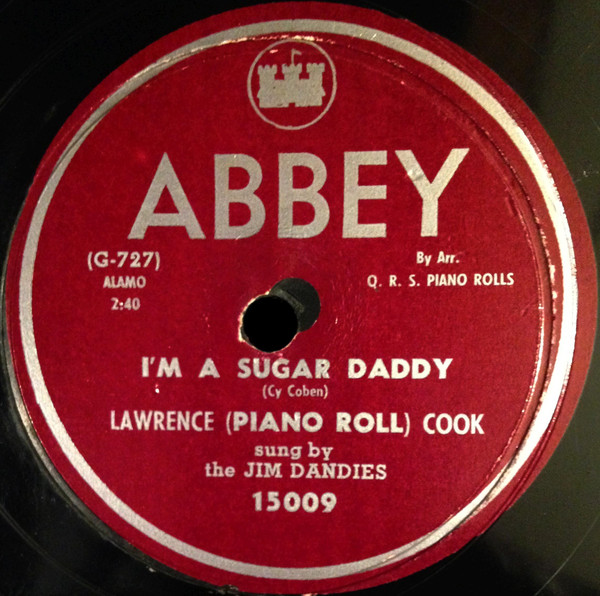 ABBEY
(G-727)
ALAMO
2:40
By Arr.
Q. R. S. PIANO ROLLS
I'M A SUGAR DADDY
(Cy Coben)
LAWRENCE (PIANO ROLL) COOK
sung by
the JIM DANDIES
15009